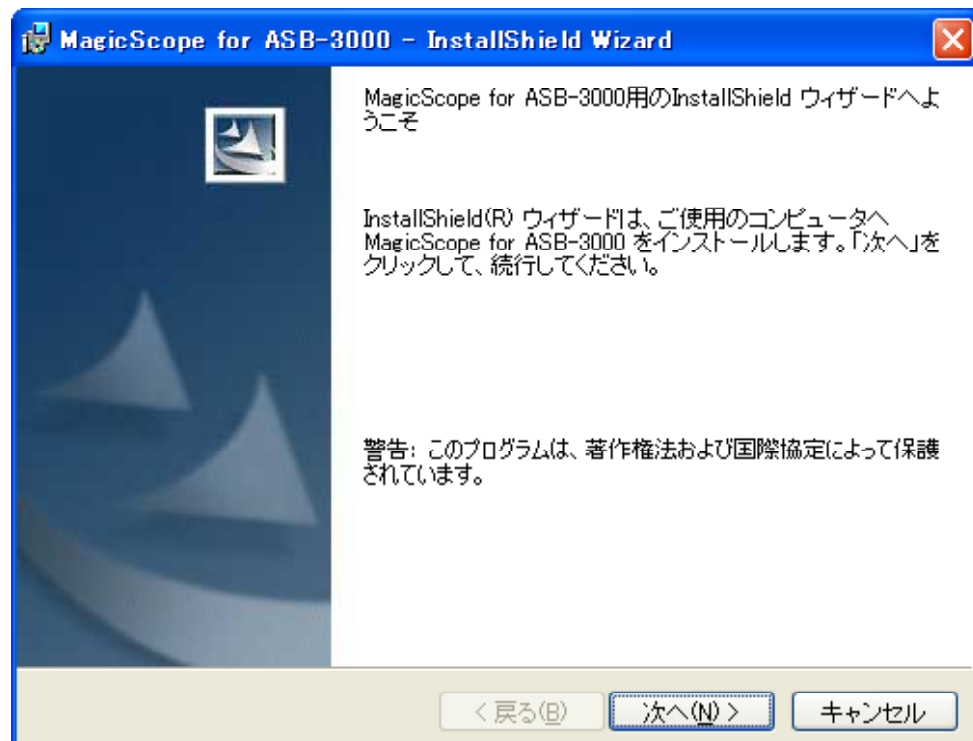 MagicScope for ASB-3000 - InstallShield Wizard
MagicScope for ASB-3000用のInstallShield ウィザードへよ
うこそ
InstallShield(R) ウィザードは、ご使用のコンピュータへ
MagicScope for ASB-3000 をインストールします。「次へ」を
クリックして、続行してください。
警告: このプログラムは、著作権法および国際協定によって保護
されています。
< 戻る(B)
次へ(N) >
キャンセル